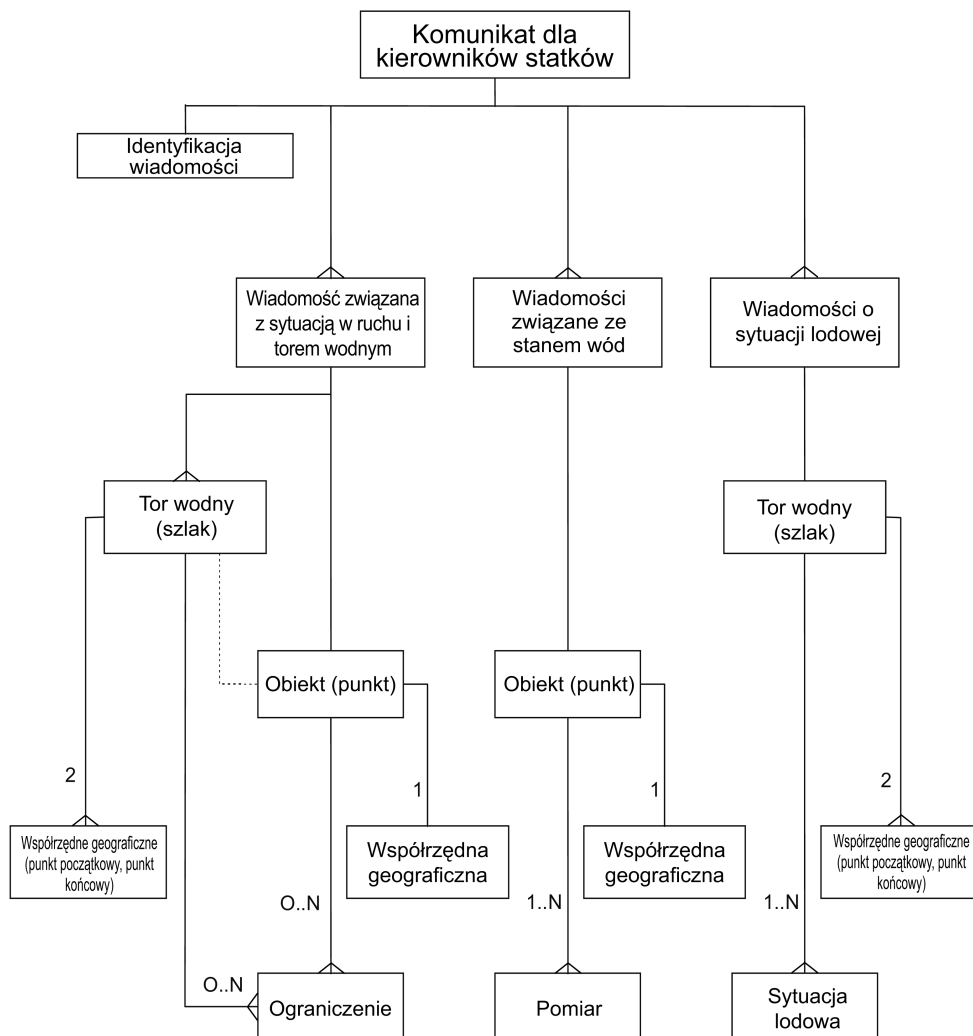 Komunikat dla
kierowników statków
Identyfikacja
wiadomości
Wiadomość związana
z sytuacją w ruchu i
torem wodnym
Wiadomości
związane ze
stanem wód
Wiadomości o
sytuacji lodowej
Tor wodny
(szlak)
Tor wodny
(szlak)
Obiekt (punkt)
Obiekt (punkt)
2
1
1
2
Współrzędne geograficzne
(punkt początkowy, punkt
końcowy)
Współrzędna
geograficzna
Współrzędna
geograficzna
Współrzędne geograficzne
(punkt początkowy, punkt
końcowy)
O..N
1..N
1..N
O..N
Ograniczenie
Pomiar
Sytuacja
lodowa